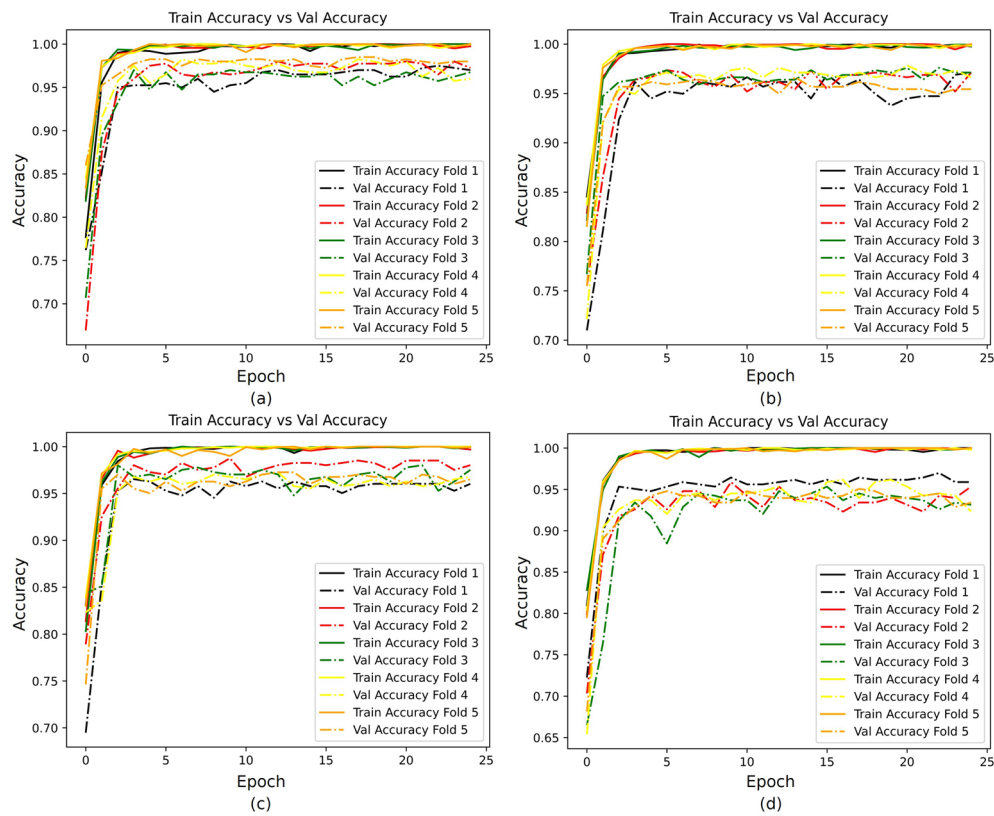 Train Accuracy vs Val Accuracy
1.00
0.95
0.90
0.85
0.80
0.75
0.70
Accuracy
Train Accuracy Fold 1
Val Accuracy Fold 1
Train Accuracy Fold 2
Val Accuracy Fold 2
Train Accuracy Fold 3
Val Accuracy Fold 3
Train Accuracy Fold 4
Val Accuracy Fold 4
Train Accuracy Fold 5
Val Accuracy Fold 5
0 5 10 15 20 25
Epoch
(a)
Train Accuracy vs Val Accuracy
1.00
0.95
0.90
0.85
0.80
0.75
0.70
Accuracy
Train Accuracy Fold 1
Val Accuracy Fold 1
Train Accuracy Fold 2
Val Accuracy Fold 2
Train Accuracy Fold 3
Val Accuracy Fold 3
Train Accuracy Fold 4
Val Accuracy Fold 4
Train Accuracy Fold 5
Val Accuracy Fold 5
0 5 10 15 20 25
Epoch
(b)
Train Accuracy vs Val Accuracy
1.00
0.95
0.90
0.85
0.80
0.75
0.70
Accuracy
Train Accuracy Fold 1
Val Accuracy Fold 1
Train Accuracy Fold 2
Val Accuracy Fold 2
Train Accuracy Fold 3
Val Accuracy Fold 3
Train Accuracy Fold 4
Val Accuracy Fold 4
Train Accuracy Fold 5
Val Accuracy Fold 5
0 5 10 15 20 25
Epoch
(c)
Train Accuracy vs Val Accuracy
1.00
0.95
0.90
0.85
0.80
0.75
0.70
0.65
Accuracy
Train Accuracy Fold 1
Val Accuracy Fold 1
Train Accuracy Fold 2
Val Accuracy Fold 2
Train Accuracy Fold 3
Val Accuracy Fold 3
Train Accuracy Fold 4
Val Accuracy Fold 4
Train Accuracy Fold 5
Val Accuracy Fold 5
0 5 10 15 20 25
Epoch
(d)